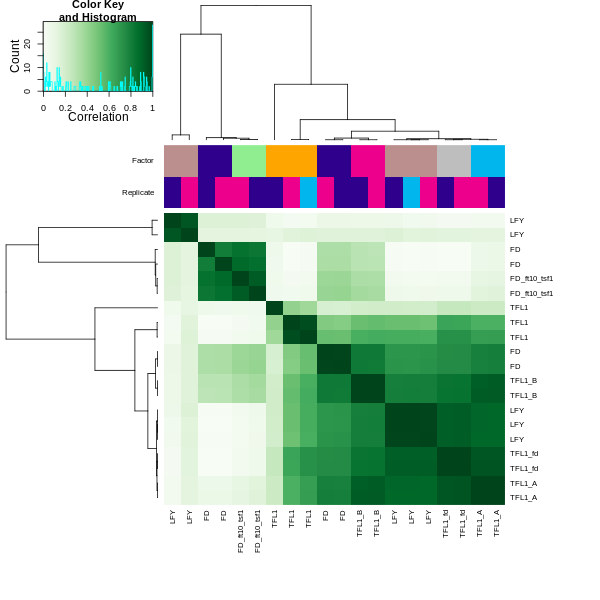 Color Key
and Histogram
Count
0 10 20
0 0.2 0.4 0.6 0.8 1
Correlation
Factor
Replicate
LFY
LFY
FD
FD
FD_ft10_tsf1
FD_ft10_tsf1
TFL1
TFL1
TFL1
FD
FD
TFL1_B
TFL1_B
LFY
LFY
LFY
TFL1_fd
TFL1_fd
TFL1_A
TFL1_A
LFY
LFY
FD
FD
FD_ft10_tsf1
FD_ft10_tsf1
TFL1
TFL1
TFL1
FD
FD
TFL1_B
TFL1_B
LFY
LFY
LFY
TFL1_fd
TFL1_fd
TFL1_A
TFL1_A